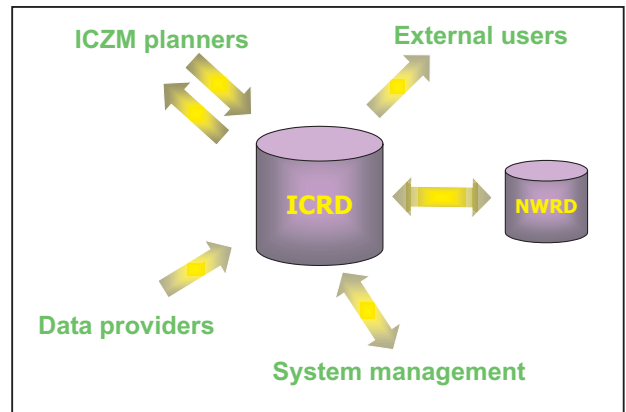 ICZM planners
External users
ICRD
NWRD
Data providers
System management